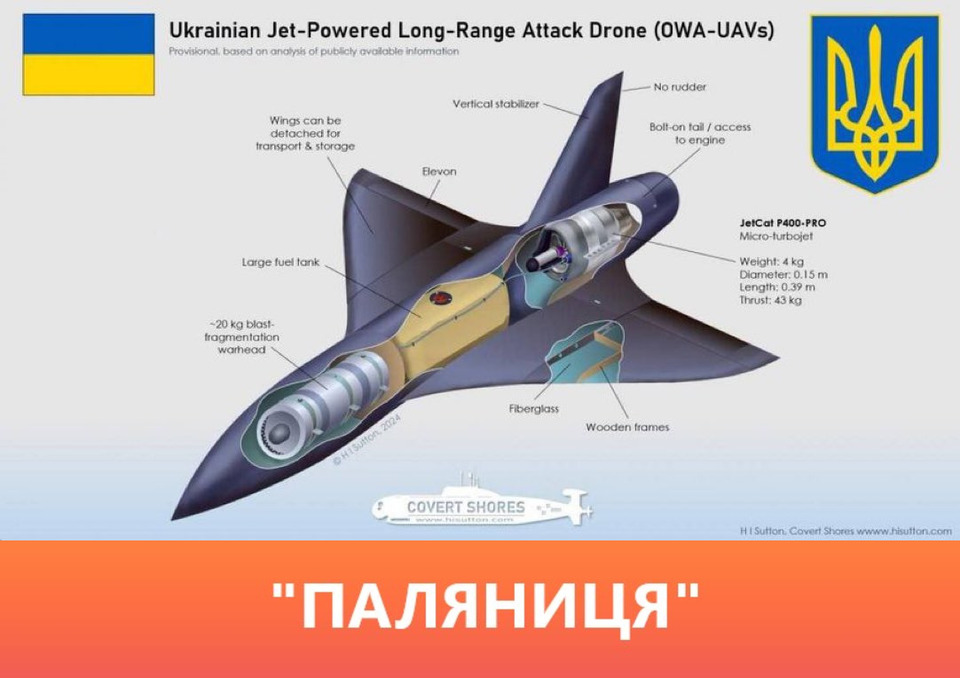 Ukrainian Jet-Powered Long-Range Attack Drone (OWA-UAVs)
Provisional, based on analysis of publicly available information
No rudder
Vertical stabilizer
Wings can be
detached for
transport & storage
Bolt-on tail / access
to engine
Elevon
JetCat P400-PRO
Micro-turbojet
Weight: 4 kg
Diameter: 0.15 m
Length: 0.39 m
Thrust: 43 kg
Large fuel tank
~20 kg blast-
fragmentation
warhead
Fiberglass
Wooden frames
© H I Sutton, 2024
COVERT SHORES
www.hisutton.com
H I Sutton, Covert Shores wwww.hisutton.com
"ПАЛЯНИЦЯ"